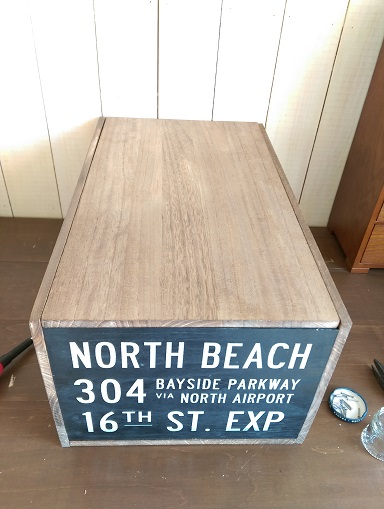 NORTH BEACH
304 BAYSIDE PARKWAY
VIA NORTH AIRPORT
16TH ST. EXP